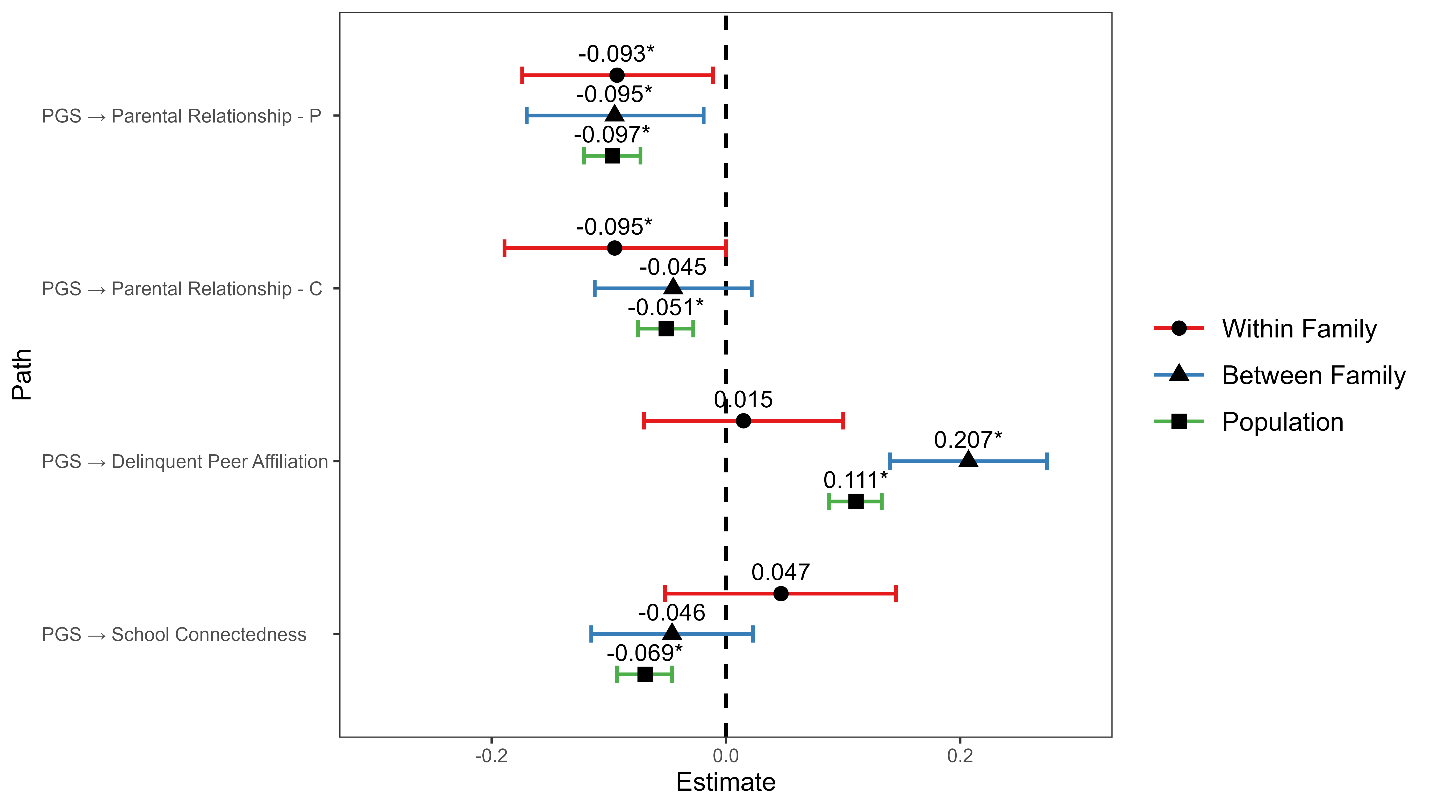 -0.093*
-0.095*
PGS → Parental Relationship - P
-0.097*
-0.095*
-0.045
PGS → Parental Relationship - C
-0.051*
Path
0.015
0.207*
PGS → Delinquent Peer Affiliation
0.111*
0.047
-0.046
PGS → School Connectedness
-0.069*
-0.2
0.0
0.2
Estimate
Within Family
Between Family
Population